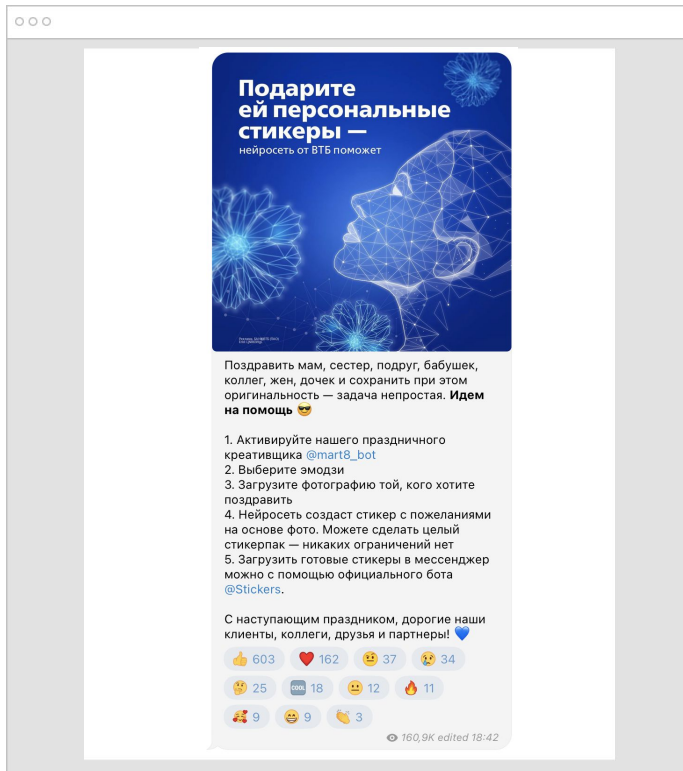 Подарите
ей персональные
стикеры —
нейросеть от ВТБ поможет
Поздравить мам, сестер, подруг, бабушек,
коллег, жен, дочек и сохранить при этом
оригинальность — задача непростая. Идем
на помощь 😎
1. Активируйте нашего праздничного
креативщика @mart8_bot
2. Выберите эмодзи
3. Загрузите фотографию той, кого хотите
поздравить
4. Нейросеть создаст стикер с пожеланиями
на основе фото. Можете сделать целый
стикерпак — никаких ограничений нет
5. Загрузить готовые стикеры в мессенджер
можно с помощью официального бота
@Stickers.
С наступающим праздником, дорогие наши
клиенты, коллеги, друзья и партнеры! 💙
👍 603 ❤️ 162 🤨 37 😢 34
🤔 25 🆒 18 😐 12 🔥 11
🥰 9 😁 9 👏 3
160,9K edited 18:42